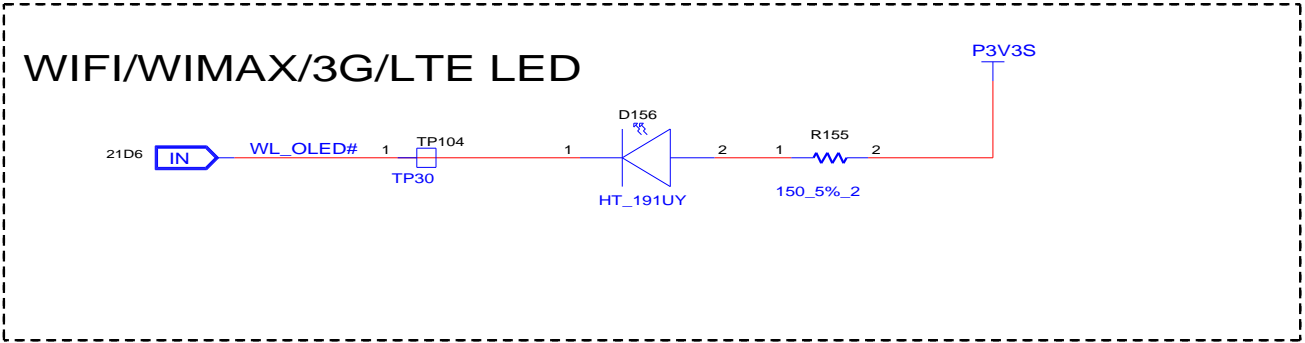 P3V3S
WIFI/WIMAX/3G/LTE LED
D156
R155
TP104
21D6 IN WL_OLED# 1 1 2 1 2
TP30
150_5%_2
HT_191UY